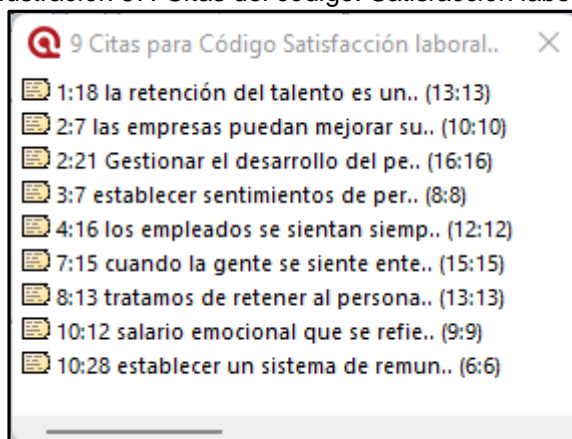 9 Citas para Código Satisfacción laboral..
1:18 la retención del talento es un.. (13:13)
2:7 las empresas puedan mejorar su.. (10:10)
2:21 Gestionar el desarrollo del pe.. (16:16)
3:7 establecer sentimientos de per.. (8:8)
4:16 los empleados se sientan siemp.. (12:12)
7:15 cuando la gente se siente ente.. (15:15)
8:13 tratamos de retener al persona.. (13:13)
10:12 salario emocional que se refie.. (9:9)
10:28 establecer un sistema de remun.. (6:6)